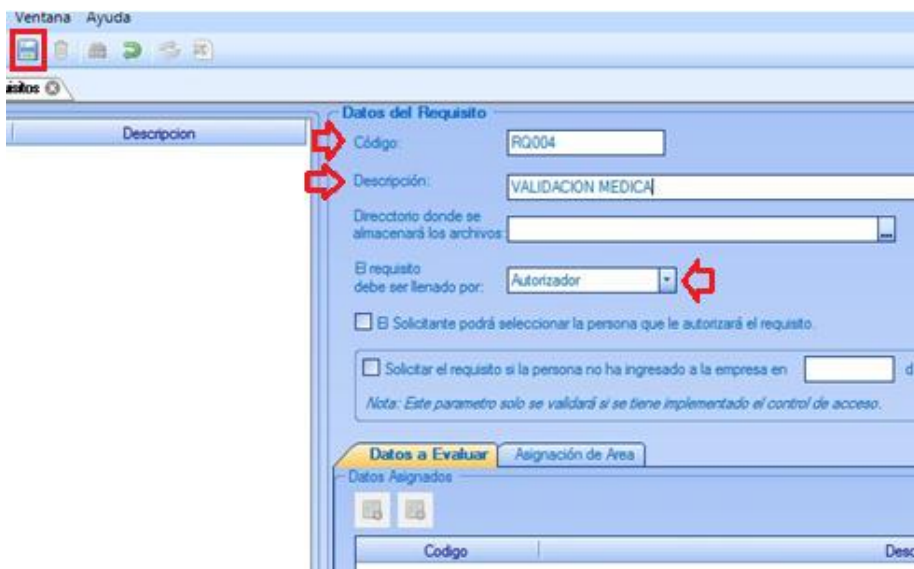 Ventana Ayuda
isitos
Descripcion
Datos del Requisito
Código: RQ004
Descripción: VALIDACION MEDICA
Direcctorio donde se
almacenará los archivos: ...
El requisito
debe ser llenado por: Autorizador
El Solicitante podrá seleccionar la persona que le autorizará el requisito.
Solicitar el requisito si la persona no ha ingresado a la empresa en d
Nota: Este parametro solo se validará si se tiene implementado el control de acceso.
Datos a Evaluar Asignación de Area
Datos Asignados
Codigo Desc